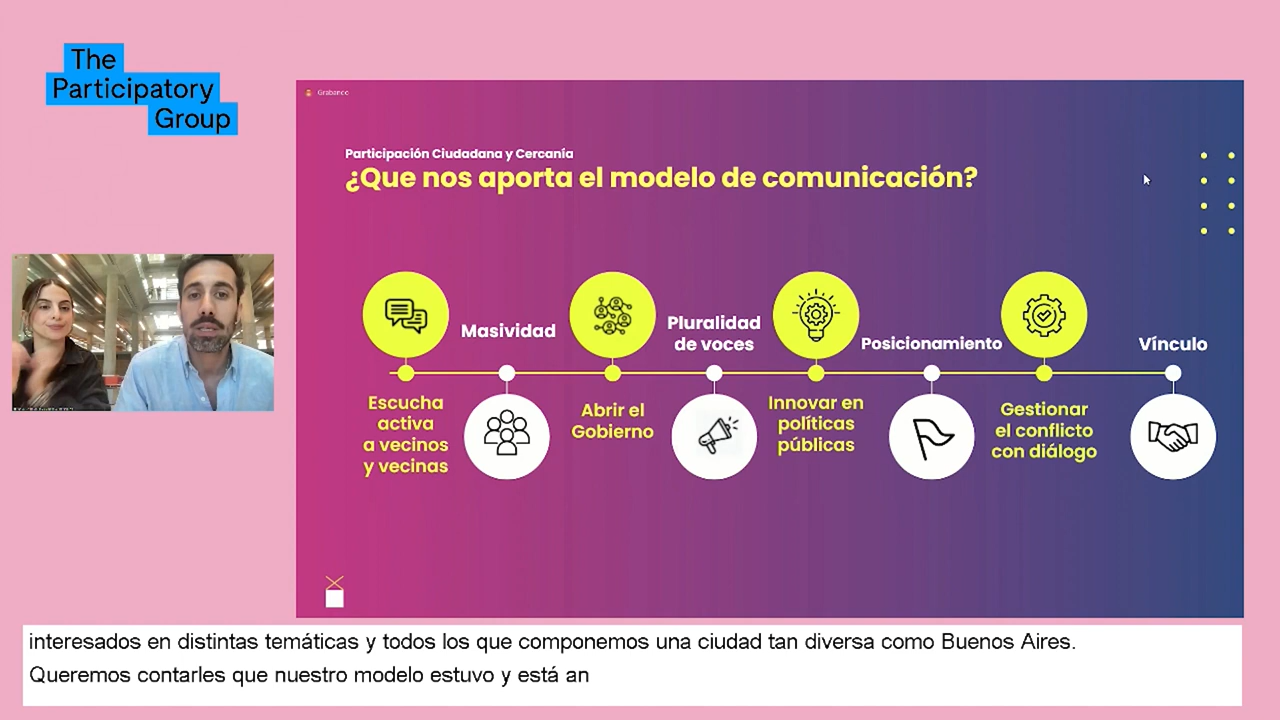 The
Participatory
Group
Grabando
Participación Ciudadana y Cercanía
¿Que nos aporta el modelo de comunicación?
Escucha
activa
a vecinos
y vecinas
Masividad
Abrir el
Gobierno
Pluralidad
de voces
Innovar en
políticas
públicas
Posicionamiento
Gestionar
el conflicto
con diálogo
Vínculo
interesados en distintas temáticas y todos los que componemos una ciudad tan diversa como Buenos Aires.
Queremos contarles que nuestro modelo estuvo y está an